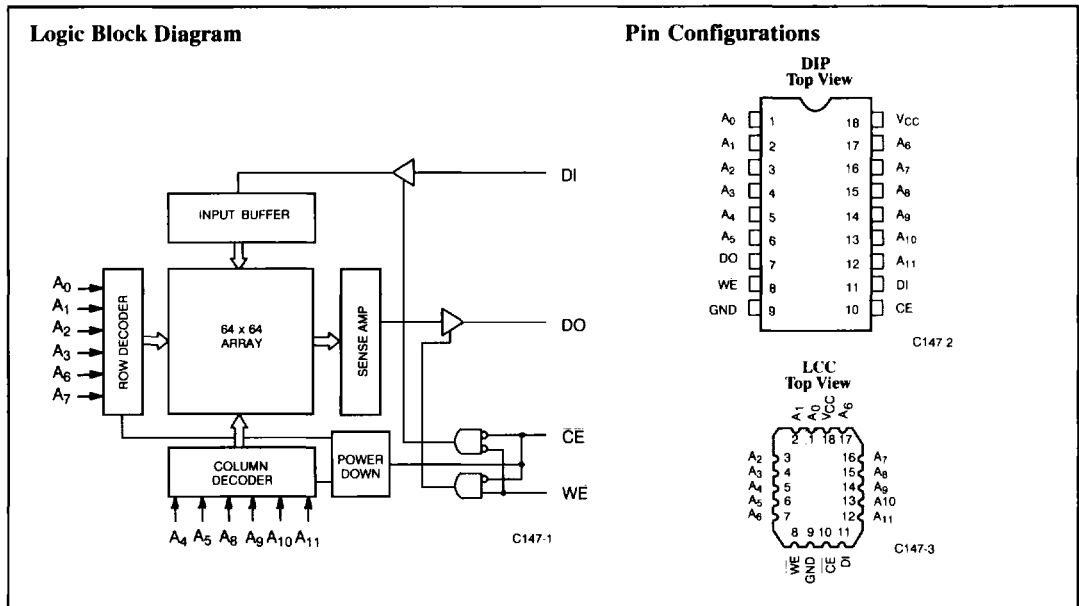 Logic Block Diagram
DI
INPUT BUFFER
A0
A1
A2
A3
A6
A7
ROW DECODER
64 x 64
ARRAY
SENSE AMP
DO
COLUMN
DECODER
POWER
DOWN
CE
WE
A4 A5 A8 A9 A10 A11
C147-1
Pin Configurations
DIP
Top View
A0 1 18 VCC
A1 2 17 A6
A2 3 16 A7
A3 4 15 A8
A4 5 14 A9
A5 6 13 A10
DO 7 12 A11
WE 8 11 DI
GND 9 10 CE
C147 2
LCC
Top View
A1 A0 VCC A6
2 1 18 17
A2 3 16 A7
A3 4 15 A8
A4 5 14 A9
A5 6 13 A10
A6 7 12 A11
8 9 10 11
WE GND CE DI
C147-3